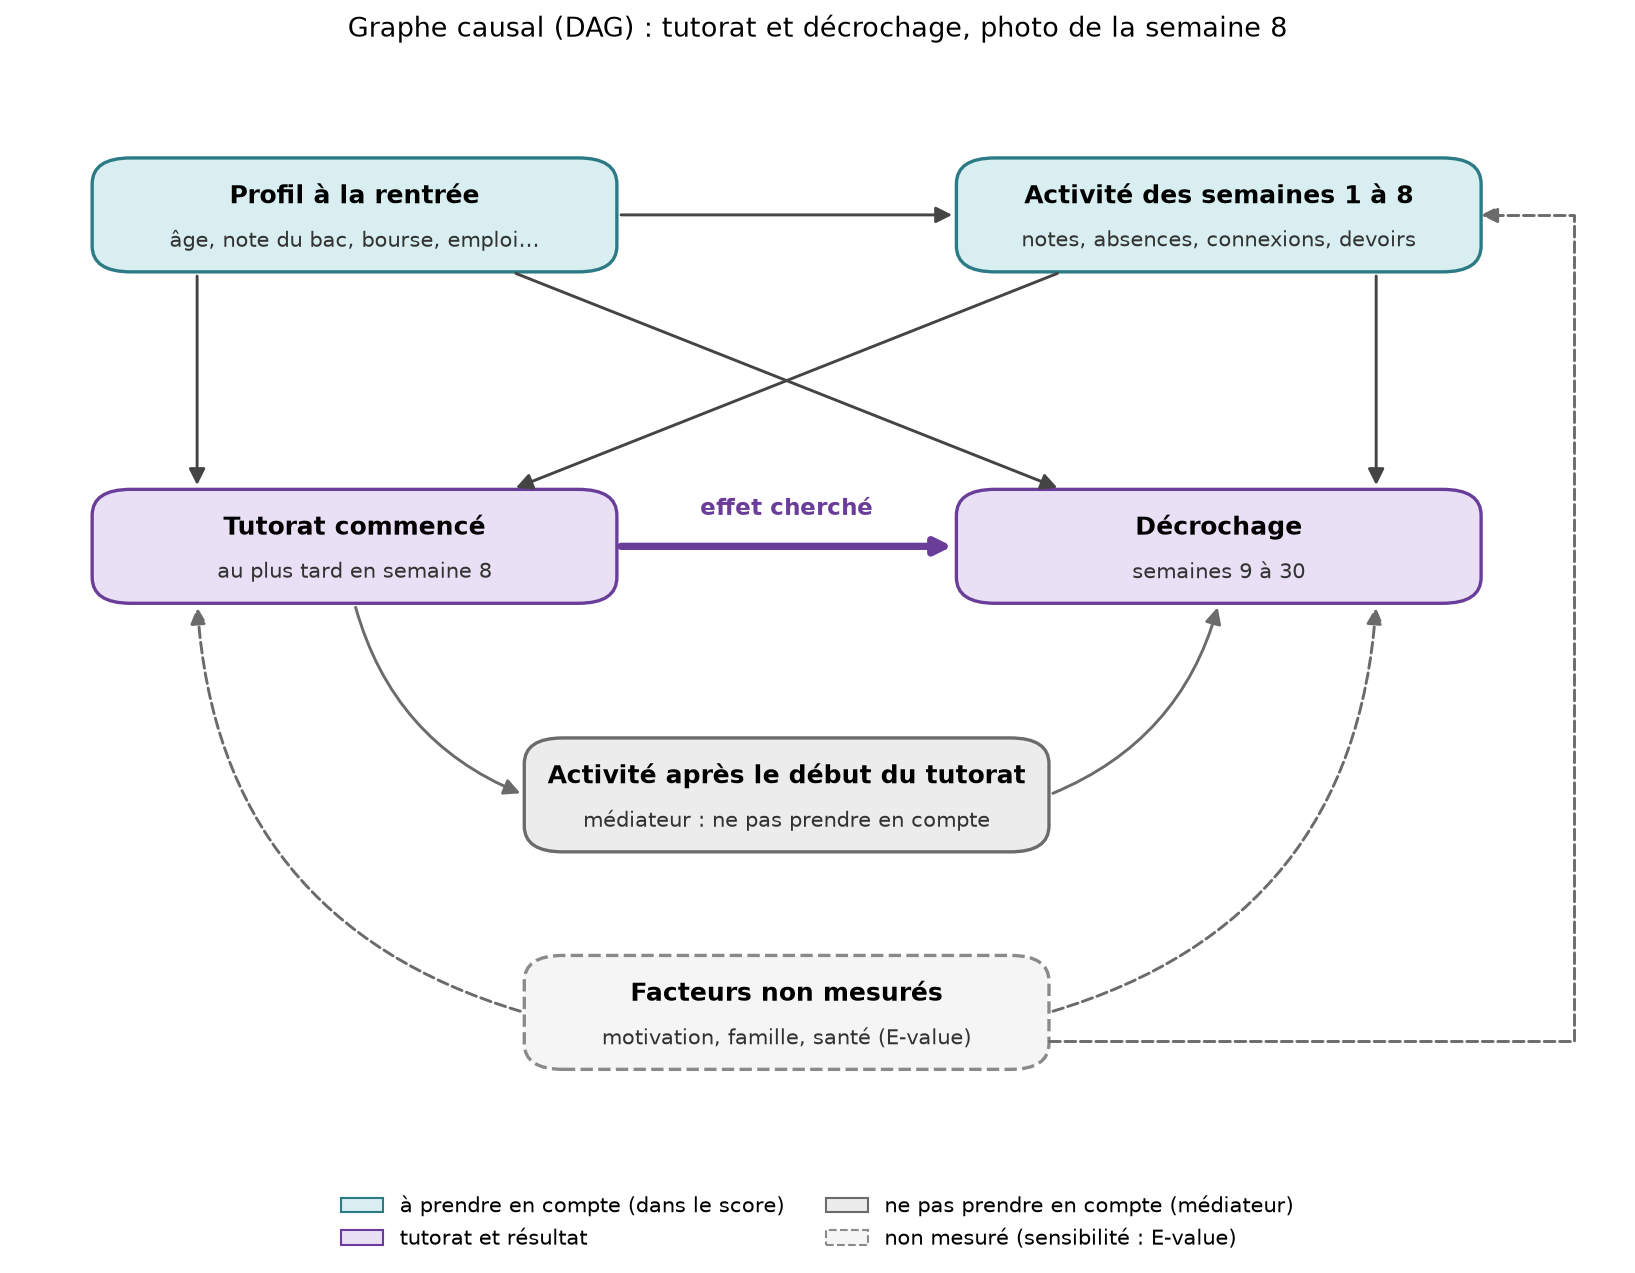 Graphe causal (DAG) : tutorat et décrochage, photo de la semaine 8
Profil à la rentrée
âge, note du bac, bourse, emploi…
Activité des semaines 1 à 8
notes, absences, connexions, devoirs
Tutorat commencé
au plus tard en semaine 8
effet cherché
Décrochage
semaines 9 à 30
Activité après le début du tutorat
médiateur : ne pas prendre en compte
Facteurs non mesurés
motivation, famille, santé (E-value)
à prendre en compte (dans le score)
tutorat et résultat
ne pas prendre en compte (médiateur)
non mesuré (sensibilité : E-value)